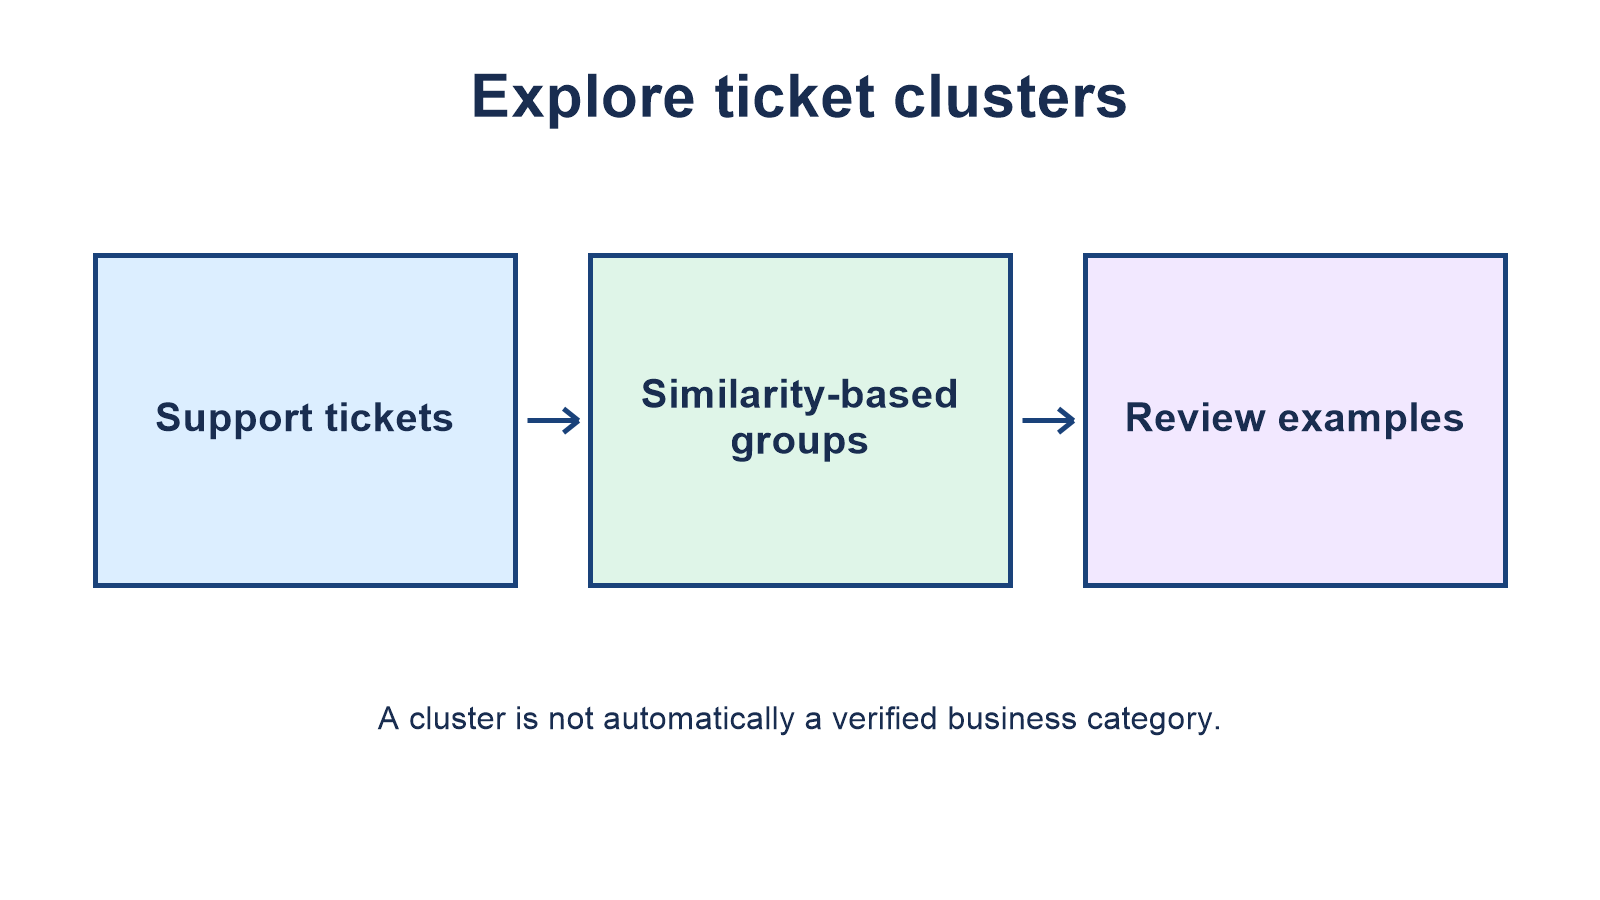 Explore ticket clusters
Support tickets
Similarity-based
groups
Review examples
A cluster is not automatically a verified business category.